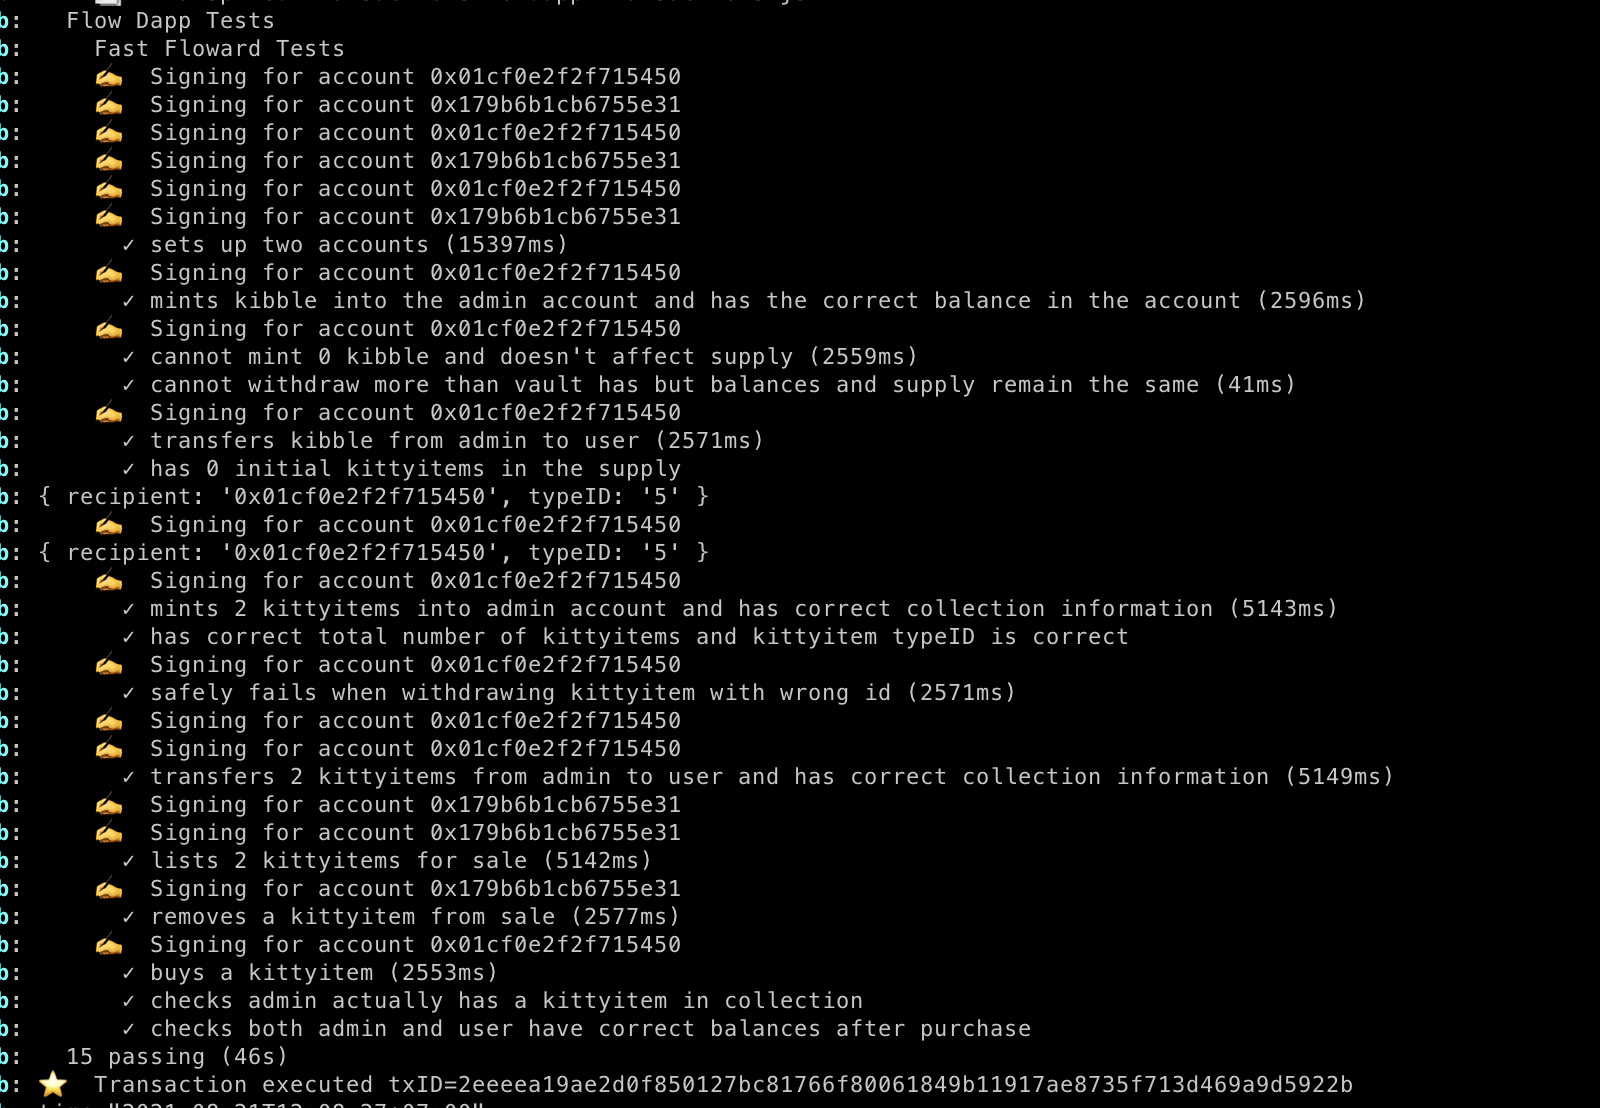 b:   Flow Dapp Tests
b:     Fast Floward Tests
b:     ✍️  Signing for account 0x01cf0e2f2f715450
b:     ✍️  Signing for account 0x179b6b1cb6755e31
b:     ✍️  Signing for account 0x01cf0e2f2f715450
b:     ✍️  Signing for account 0x179b6b1cb6755e31
b:     ✍️  Signing for account 0x01cf0e2f2f715450
b:     ✍️  Signing for account 0x179b6b1cb6755e31
b:       ✓ sets up two accounts (15397ms)
b:     ✍️  Signing for account 0x01cf0e2f2f715450
b:       ✓ mints kibble into the admin account and has the correct balance in the account (2596ms)
b:     ✍️  Signing for account 0x01cf0e2f2f715450
b:       ✓ cannot mint 0 kibble and doesn't affect supply (2559ms)
b:       ✓ cannot withdraw more than vault has but balances and supply remain the same (41ms)
b:     ✍️  Signing for account 0x01cf0e2f2f715450
b:       ✓ transfers kibble from admin to user (2571ms)
b:       ✓ has 0 initial kittyitems in the supply
b: { recipient: '0x01cf0e2f2f715450', typeID: '5' }
b:     ✍️  Signing for account 0x01cf0e2f2f715450
b: { recipient: '0x01cf0e2f2f715450', typeID: '5' }
b:     ✍️  Signing for account 0x01cf0e2f2f715450
b:       ✓ mints 2 kittyitems into admin account and has correct collection information (5143ms)
b:       ✓ has correct total number of kittyitems and kittyitem typeID is correct
b:     ✍️  Signing for account 0x01cf0e2f2f715450
b:       ✓ safely fails when withdrawing kittyitem with wrong id (2571ms)
b:     ✍️  Signing for account 0x01cf0e2f2f715450
b:     ✍️  Signing for account 0x01cf0e2f2f715450
b:       ✓ transfers 2 kittyitems from admin to user and has correct collection information (5149ms)
b:     ✍️  Signing for account 0x179b6b1cb6755e31
b:     ✍️  Signing for account 0x179b6b1cb6755e31
b:       ✓ lists 2 kittyitems for sale (5142ms)
b:     ✍️  Signing for account 0x179b6b1cb6755e31
b:       ✓ removes a kittyitem from sale (2577ms)
b:     ✍️  Signing for account 0x01cf0e2f2f715450
b:       ✓ buys a kittyitem (2553ms)
b:       ✓ checks admin actually has a kittyitem in collection
b:       ✓ checks both admin and user have correct balances after purchase
b:   15 passing (46s)
b: ⭐  Transaction executed txID=2eeeea19ae2d0f850127bc81766f80061849b11917ae8735f713d469a9d5922b